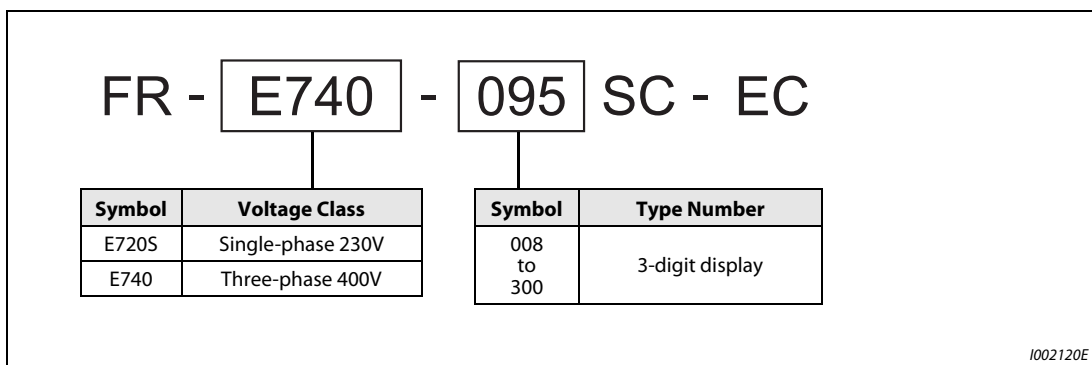 FR - E740 - 095 SC - EC
Symbol Voltage Class
E720S Single-phase 230V
E740 Three-phase 400V
Symbol Type Number
008
to
300
3-digit display
I002120E